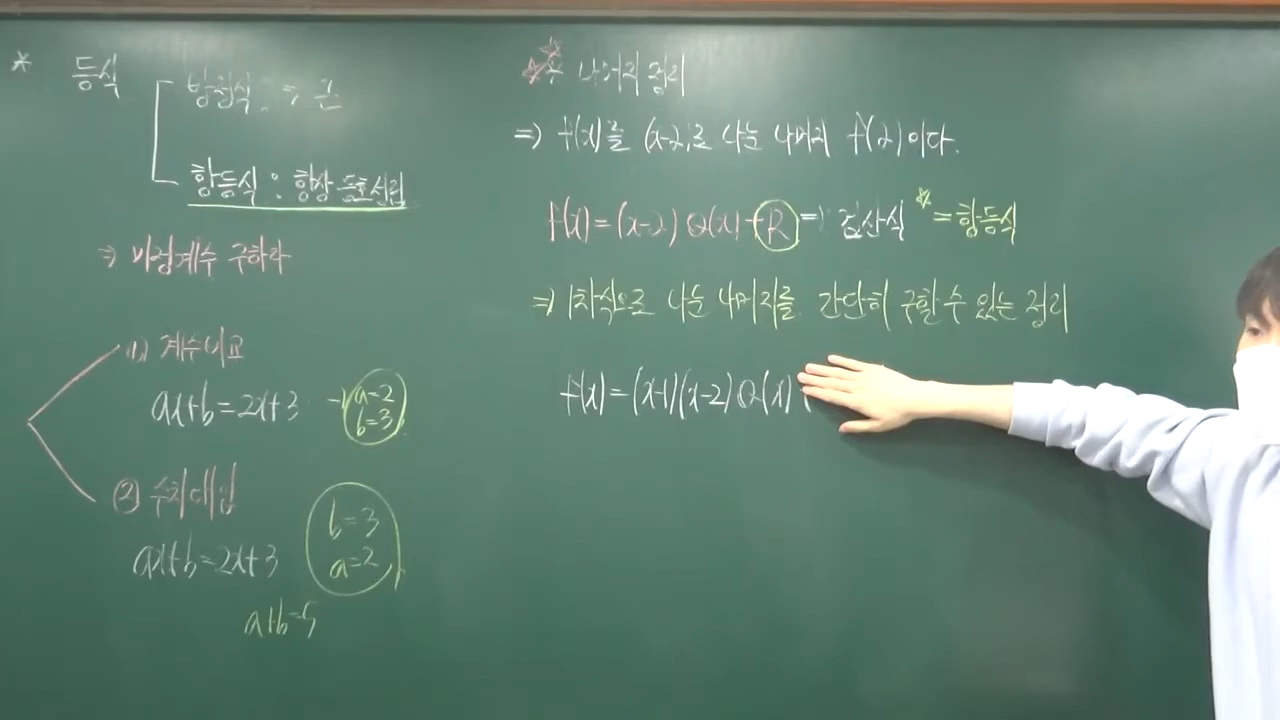 * 등식
방정식 : ⇒ 근
항등식 : 항상 등호성립
⇒ 미정계수 구하라
(1) 계수비교
ax+b=2x+3 → a=2
b=3
② 수치대입
ax+b=2x+3
b=3
a=2
a+b=5
* 나머지 정리
⇒ f(x)를 (x-2)로 나눈 나머지 f(2)이다.
f(x)=(x-2)Q(x)+R ⇒ 검산식 * =항등식
⇒ 1차식으로 나눈 나머지를 간단히 구할 수 있는 정리
f(x)=(x-1)(x-2)Q(x)